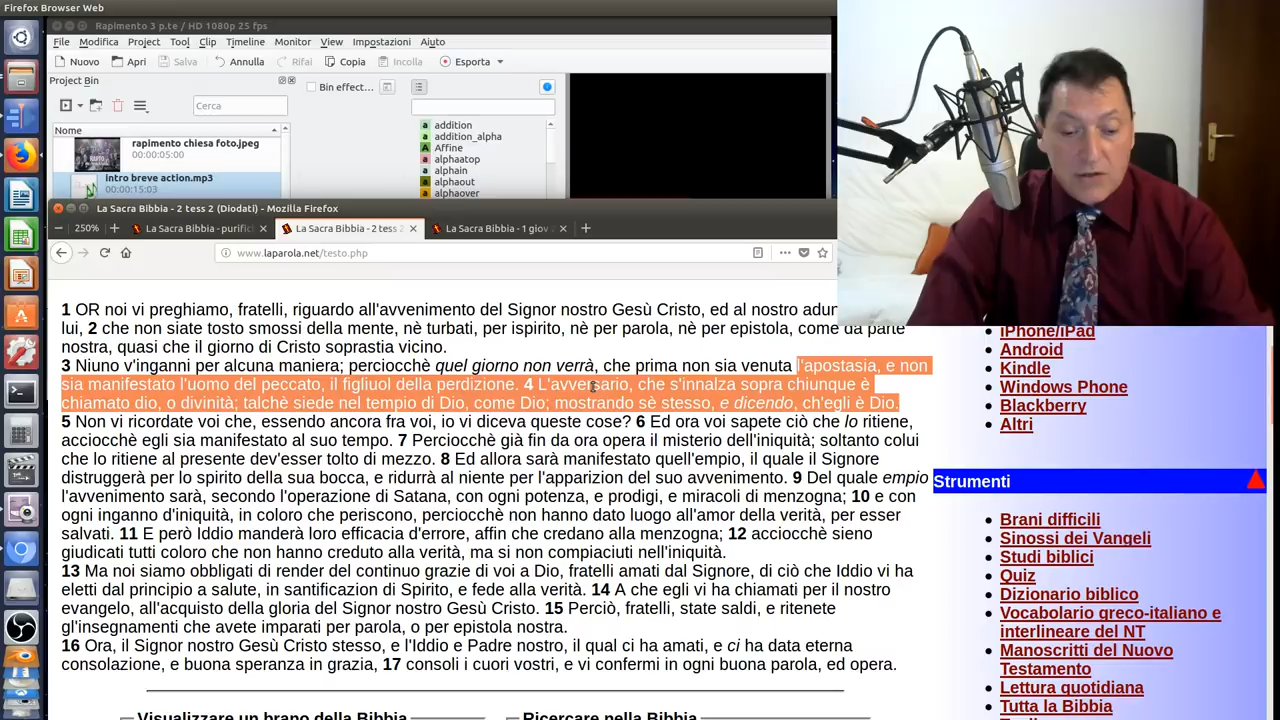 Firefox Browser Web
Rapimento 3 p.te / HD 1080p 25 fps
File Modifica Project Tool Clip Timeline Monitor View Impostazioni Aiuto
Nuovo Apri Salva Annulla Rifai Copia Incolla Esporta
Project Bin
Bin effect...
Cerca
Nome
rapimento chiesa foto.jpeg
00:00:05:00
intro breve action.mp3
00:00:15:03
addition
addition_alpha
Affine
alphaatop
alphain
alphaout
alphaover
La Sacra Bibbia - 2 tess 2 (Diodati) - Mozilla Firefox
250% La Sacra Bibbia - purific La Sacra Bibbia - 2 tess 2 La Sacra Bibbia - 1 giov
www.laparola.net/testo.php
1 OR noi vi preghiamo, fratelli, riguardo all'avvenimento del Signor nostro Gesù Cristo, ed al nostro adun
lui, 2 che non siate tosto smossi della mente, nè turbati, per ispirito, nè per parola, nè per epistola, come da parte
nostra, quasi che il giorno di Cristo soprastia vicino.
3 Niuno v'inganni per alcuna maniera; perciocchè quel giorno non verrà, che prima non sia venuta l'apostasia, e non
sia manifestato l'uomo del peccato, il figliuol della perdizione. 4 L'avversario, che s'innalza sopra chiunque è
chiamato dio, o divinità; talchè siede nel tempio di Dio, come Dio; mostrando sè stesso, e dicendo, ch'egli è Dio.
5 Non vi ricordate voi che, essendo ancora fra voi, io vi diceva queste cose? 6 Ed ora voi sapete ciò che lo ritiene,
acciocchè egli sia manifestato al suo tempo. 7 Perciocchè già fin da ora opera il misterio dell'iniquità; soltanto colui
che lo ritiene al presente dev'esser tolto di mezzo. 8 Ed allora sarà manifestato quell'empio, il quale il Signore
distruggerà per lo spirito della sua bocca, e ridurrà al niente per l'apparizion del suo avvenimento. 9 Del quale empio
l'avvenimento sarà, secondo l'operazione di Satana, con ogni potenza, e prodigi, e miracoli di menzogna; 10 e con
ogni inganno d'iniquità, in coloro che periscono, perciocchè non hanno dato luogo all'amor della verità, per esser
salvati. 11 E però Iddio manderà loro efficacia d'errore, affin che credano alla menzogna; 12 acciocchè sieno
giudicati tutti coloro che non hanno creduto alla verità, ma si son compiaciuti nell'iniquità.
13 Ma noi siamo obbligati di render del continuo grazie di voi a Dio, fratelli amati dal Signore, di ciò che Iddio vi ha
eletti dal principio a salute, in santificazion di Spirito, e fede alla verità. 14 A che egli vi ha chiamati per il nostro
evangelo, all'acquisto della gloria del Signor nostro Gesù Cristo. 15 Perciò, fratelli, state saldi, e ritenete
gl'insegnamenti che avete imparati per parola, o per epistola nostra.
16 Ora, il Signor nostro Gesù Cristo stesso, e l'Iddio e Padre nostro, il qual ci ha amati, e ci ha data eterna
consolazione, e buona speranza in grazia, 17 consoli i cuori vostri, e vi confermi in ogni buona parola, ed opera.
Visualizzare un brano della Bibbia
Ricercare nella Bibbia
iPhone/iPad
Android
Kindle
Windows Phone
Blackberry
Altri
Strumenti
Brani difficili
Sinossi dei Vangeli
Studi biblici
Quiz
Dizionario biblico
Vocabolario greco-italiano e
interlineare del NT
Manoscritti del Nuovo
Testamento
Lettura quotidiana
Tutta la Bibbia